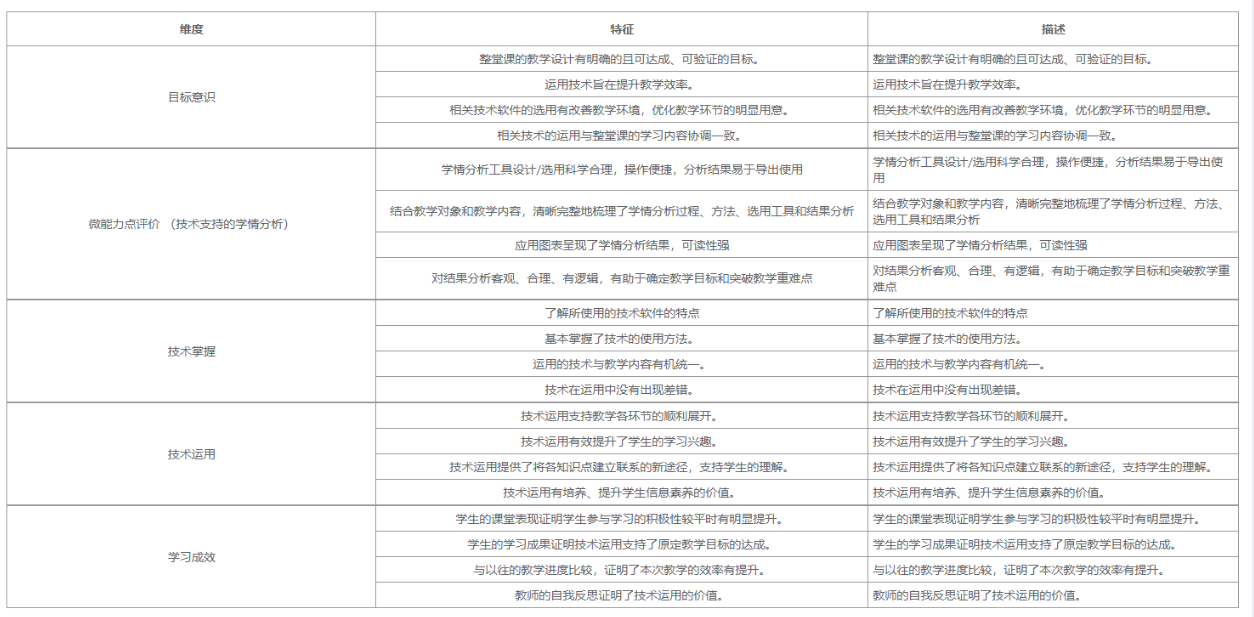 维度 特征 描述
目标意识
整堂课的教学设计有明确的且可达成、可验证的目标。 整堂课的教学设计有明确的且可达成、可验证的目标。
运用技术旨在提升教学效率。 运用技术旨在提升教学效率。
相关技术软件的选用有改善教学环境，优化教学环节的明显用意。 相关技术软件的选用有改善教学环境，优化教学环节的明显用意。
相关技术的运用与整堂课的学习内容协调一致。 相关技术的运用与整堂课的学习内容协调一致。
微能力点评价 （技术支持的学情分析）
学情分析工具设计/选用科学合理，操作便捷，分析结果易于导出使用 学情分析工具设计/选用科学合理，操作便捷，分析结果易于导出使
用
结合教学对象和教学内容，清晰完整地梳理了学情分析过程、方法、选用工具和结果分析 结合教学对象和教学内容，清晰完整地梳理了学情分析过程、方法、
选用工具和结果分析
应用图表呈现了学情分析结果，可读性强 应用图表呈现了学情分析结果，可读性强
对结果分析客观、合理、有逻辑，有助于确定教学目标和突破教学重难点 对结果分析客观、合理、有逻辑，有助于确定教学目标和突破教学重
难点
技术掌握
了解所使用的技术软件的特点 了解所使用的技术软件的特点
基本掌握了技术的使用方法。 基本掌握了技术的使用方法。
运用的技术与教学内容有机统一。 运用的技术与教学内容有机统一。
技术在运用中没有出现差错。 技术在运用中没有出现差错。
技术运用
技术运用支持教学各环节的顺利展开。 技术运用支持教学各环节的顺利展开。
技术运用有效提升了学生的学习兴趣。 技术运用有效提升了学生的学习兴趣。
技术运用提供了将各知识点建立联系的新途径，支持学生的理解。 技术运用提供了将各知识点建立联系的新途径，支持学生的理解。
技术运用有培养、提升学生信息素养的价值。 技术运用有培养、提升学生信息素养的价值。
学习成效
学生的课堂表现证明学生参与学习的积极性较平时有明显提升。 学生的课堂表现证明学生参与学习的积极性较平时有明显提升。
学生的学习成果证明技术运用支持了原定教学目标的达成。 学生的学习成果证明技术运用支持了原定教学目标的达成。
与以往的教学进度比较，证明了本次教学的效率有提升。 与以往的教学进度比较，证明了本次教学的效率有提升。
教师的自我反思证明了技术运用的价值。 教师的自我反思证明了技术运用的价值。